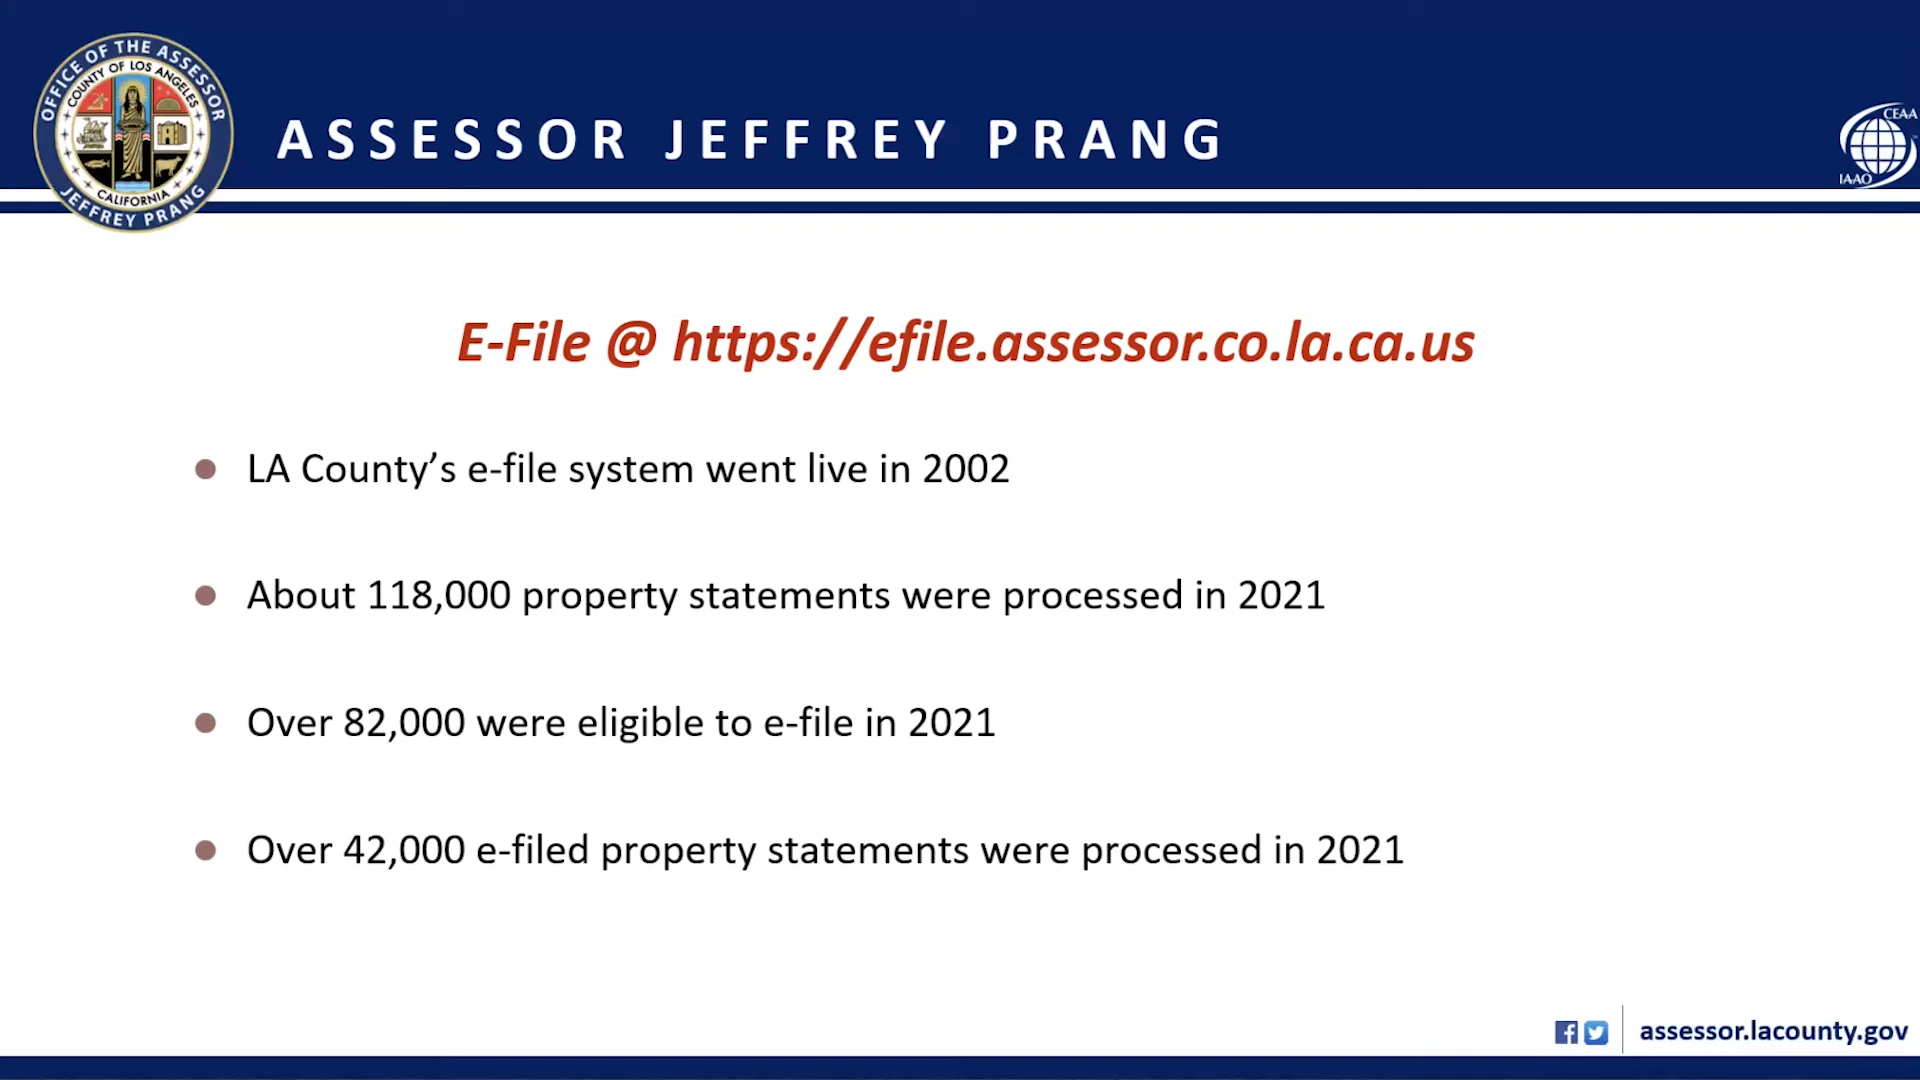 OFFICE OF THE ASSESSOR
COUNTY OF LOS ANGELES
CALIFORNIA
JEFFREY PRANG
ASSESSOR JEFFREY PRANG
CEAA
IAAO
E-File @ https://efile.assessor.co.la.ca.us
LA County’s e-file system went live in 2002
About 118,000 property statements were processed in 2021
Over 82,000 were eligible to e-file in 2021
Over 42,000 e-filed property statements were processed in 2021
assessor.lacounty.gov